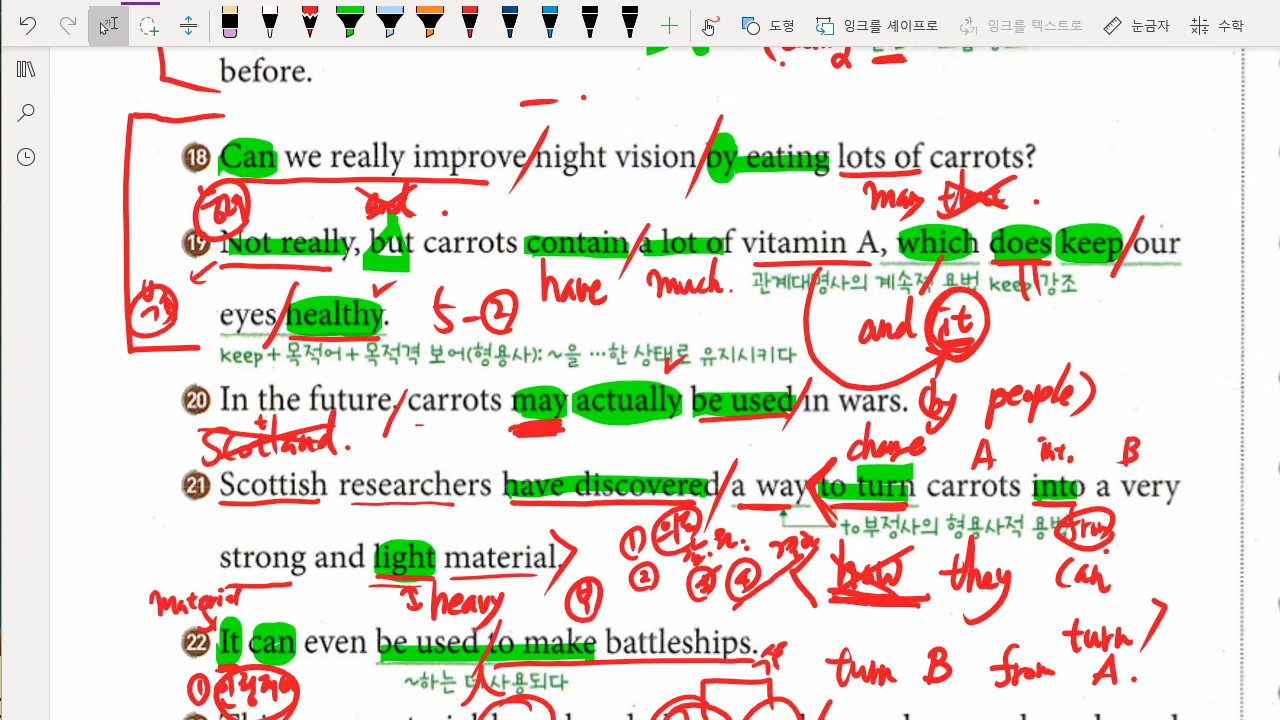 도형 잉크를 셰이프로 잉크를 텍스트로 눈금자 수학
before.
18 Can we really improve night vision by eating lots of carrots?
many
19 Not really, but carrots contain a lot of vitamin A, which does keep our
have much. 관계대명사의 계속적 용법 keep 강조
eyes healthy. 5-② and it
keep + 목적어 + 목적격 보어(형용사): ~을 …한 상태로 유지시키다
20 In the future, carrots may actually be used in wars. (by people)
Scotland. change A into B
21 Scottish researchers have discovered a way to turn carrots into a very
to부정사의 형용사적 용법
strong and light material. how they can
material heavy
turn
22 It can even be used to make battleships.
turn B from A.
~하는 데 사용되다